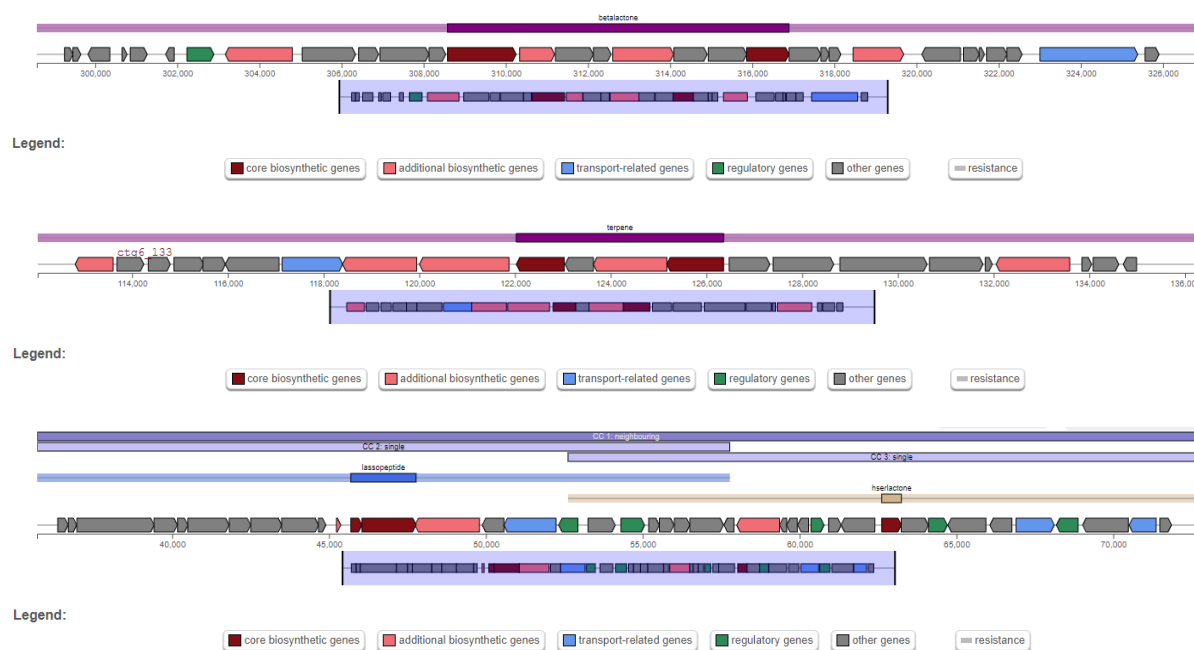 betalactone
300,000 302,000 304,000 306,000 308,000 310,000 312,000 314,000 316,000 318,000 320,000 322,000 324,000 326,000
Legend:
core biosynthetic genes additional biosynthetic genes transport-related genes regulatory genes other genes resistance
terpene
ctg6_133
114,000 116,000 118,000 120,000 122,000 124,000 126,000 128,000 130,000 132,000 134,000 136,0
Legend:
core biosynthetic genes additional biosynthetic genes transport-related genes regulatory genes other genes resistance
CC 1: neighbouring
CC 2: single
CC 3: single
lassopeptide
hserlactone
40,000 45,000 50,000 55,000 60,000 65,000 70,000
Legend:
core biosynthetic genes additional biosynthetic genes transport-related genes regulatory genes other genes resistance